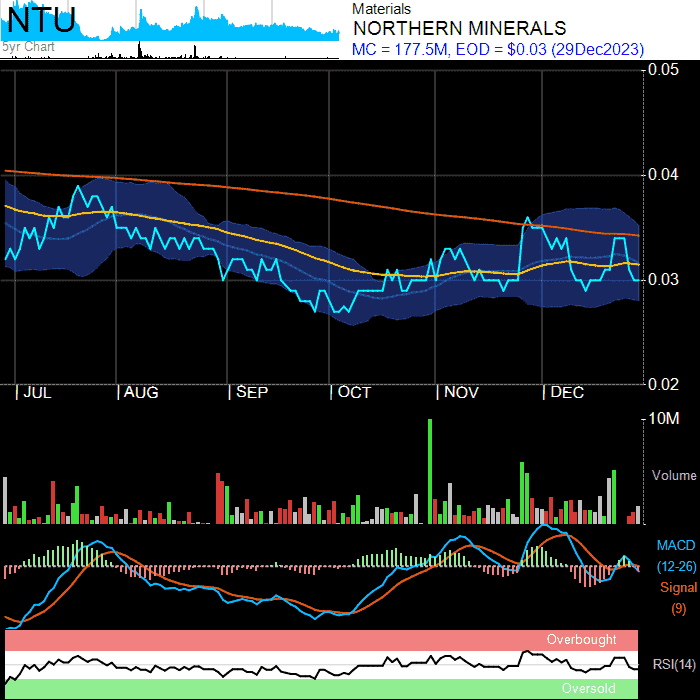 NTU
5yr Chart
Materials
NORTHERN MINERALS
MC = 177.5M, EOD = $0.03 (29Dec2023)
0.05
0.04
0.03
0.02
JUL AUG SEP OCT NOV DEC
10M
Volume
MACD
(12-26)
Signal
(9)
Overbought
RSI(14)
Oversold